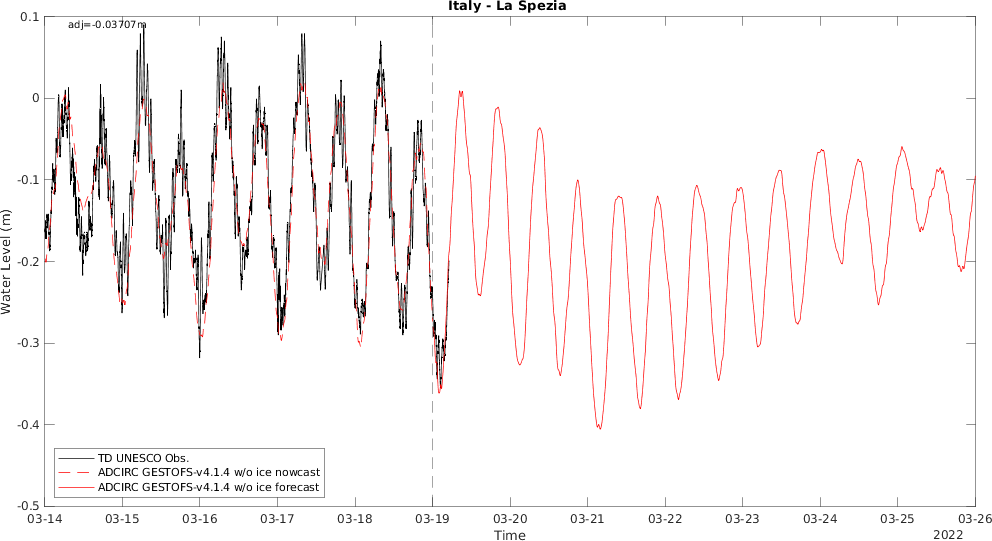 Italy - La Spezia
adj=-0.03707m
0.1
0
-0.1
-0.2
-0.3
-0.4
-0.5
Water Level (m)
TD UNESCO Obs.
ADCIRC GESTOFS-v4.1.4 w/o ice nowcast
ADCIRC GESTOFS-v4.1.4 w/o ice forecast
03-14 03-15 03-16 03-17 03-18 03-19 03-20 03-21 03-22 03-23 03-24 03-25 03-26
Time
2022